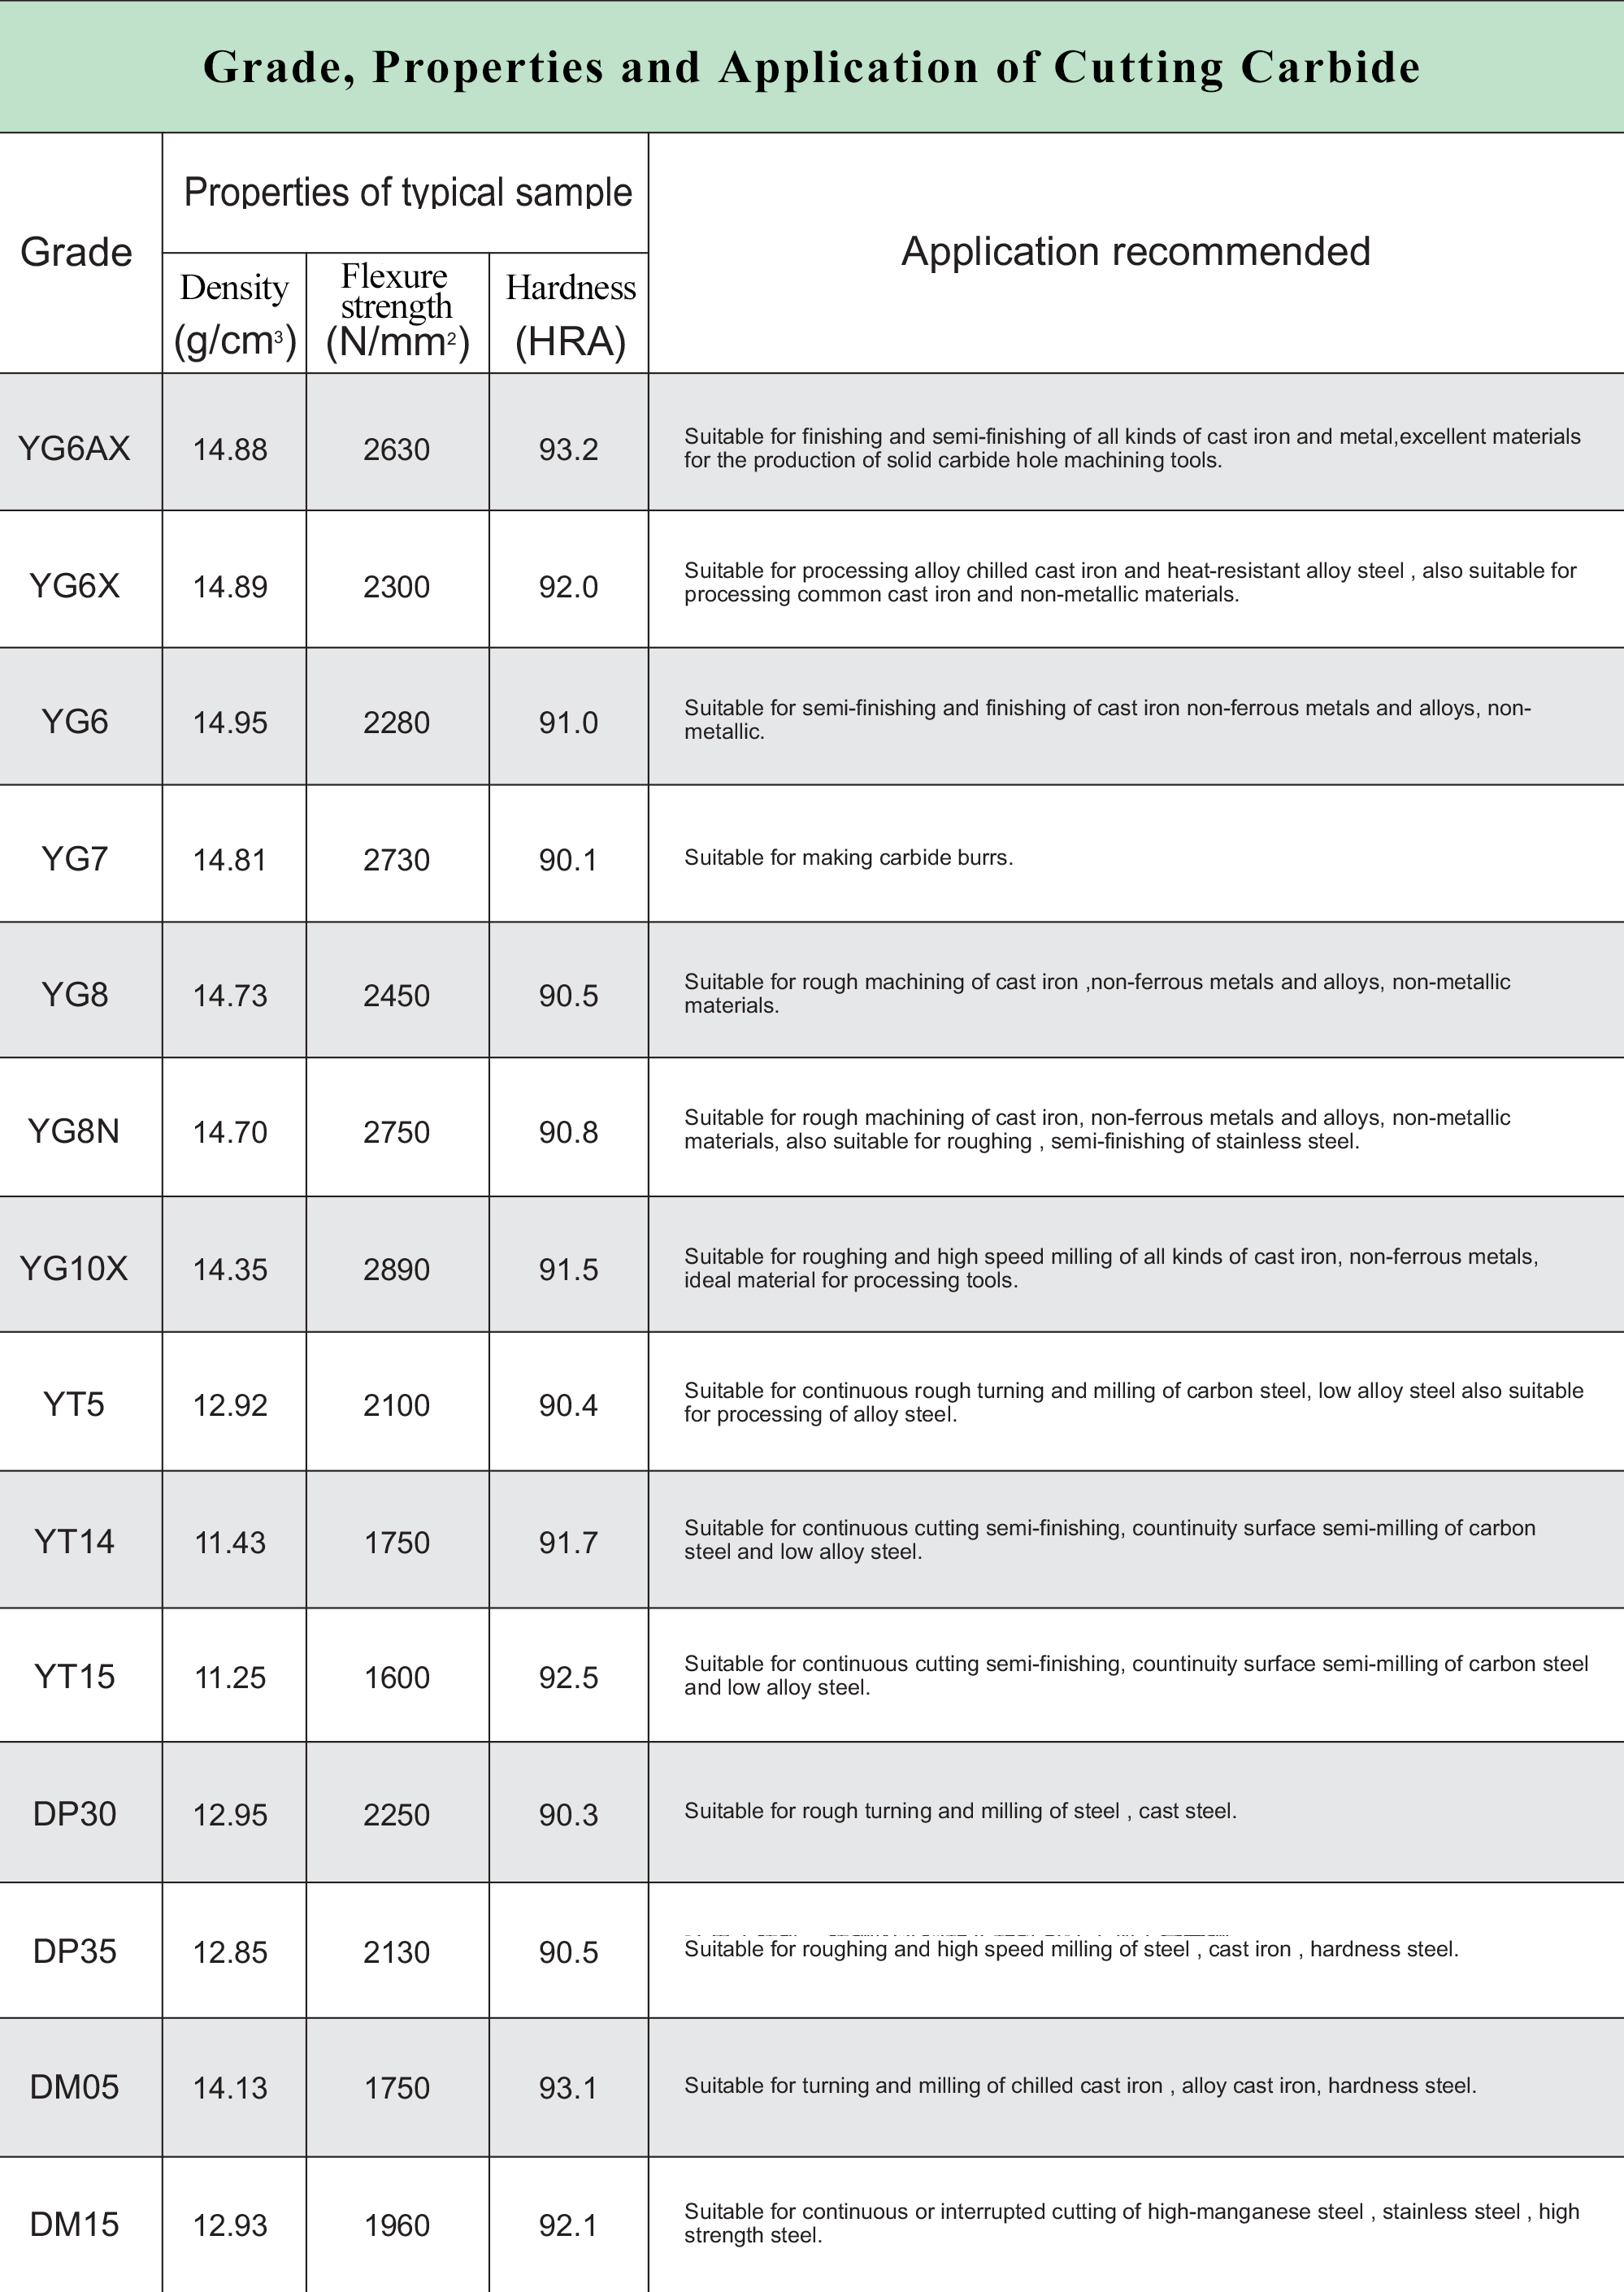 Grade, Properties and Application of Cutting Carbide
Grade
Properties of typical sample
Application recommended
Density
(g/cm³)
Flexure
strength
(N/mm²)
Hardness
(HRA)
YG6AX 14.88 2630 93.2
Suitable for finishing and semi-finishing of all kinds of cast iron and metal,excellent materials
for the production of solid carbide hole machining tools.
YG6X 14.89 2300 92.0
Suitable for processing alloy chilled cast iron and heat-resistant alloy steel , also suitable for
processing common cast iron and non-metallic materials.
YG6 14.95 2280 91.0
Suitable for semi-finishing and finishing of cast iron non-ferrous metals and alloys, non-
metallic.
YG7 14.81 2730 90.1
Suitable for making carbide burrs.
YG8 14.73 2450 90.5
Suitable for rough machining of cast iron ,non-ferrous metals and alloys, non-metallic
materials.
YG8N 14.70 2750 90.8
Suitable for rough machining of cast iron, non-ferrous metals and alloys, non-metallic
materials, also suitable for roughing , semi-finishing of stainless steel.
YG10X 14.35 2890 91.5
Suitable for roughing and high speed milling of all kinds of cast iron, non-ferrous metals,
ideal material for processing tools.
YT5 12.92 2100 90.4
Suitable for continuous rough turning and milling of carbon steel, low alloy steel also suitable
for processing of alloy steel.
YT14 11.43 1750 91.7
Suitable for continuous cutting semi-finishing, countinuity surface semi-milling of carbon
steel and low alloy steel.
YT15 11.25 1600 92.5
Suitable for continuous cutting semi-finishing, countinuity surface semi-milling of carbon steel
and low alloy steel.
DP30 12.95 2250 90.3
Suitable for rough turning and milling of steel , cast steel.
DP35 12.85 2130 90.5
Suitable for roughing and high speed milling of steel , cast iron , hardness steel.
DM05 14.13 1750 93.1
Suitable for turning and milling of chilled cast iron , alloy cast iron, hardness steel.
DM15 12.93 1960 92.1
Suitable for continuous or interrupted cutting of high-manganese steel , stainless steel , high
strength steel.